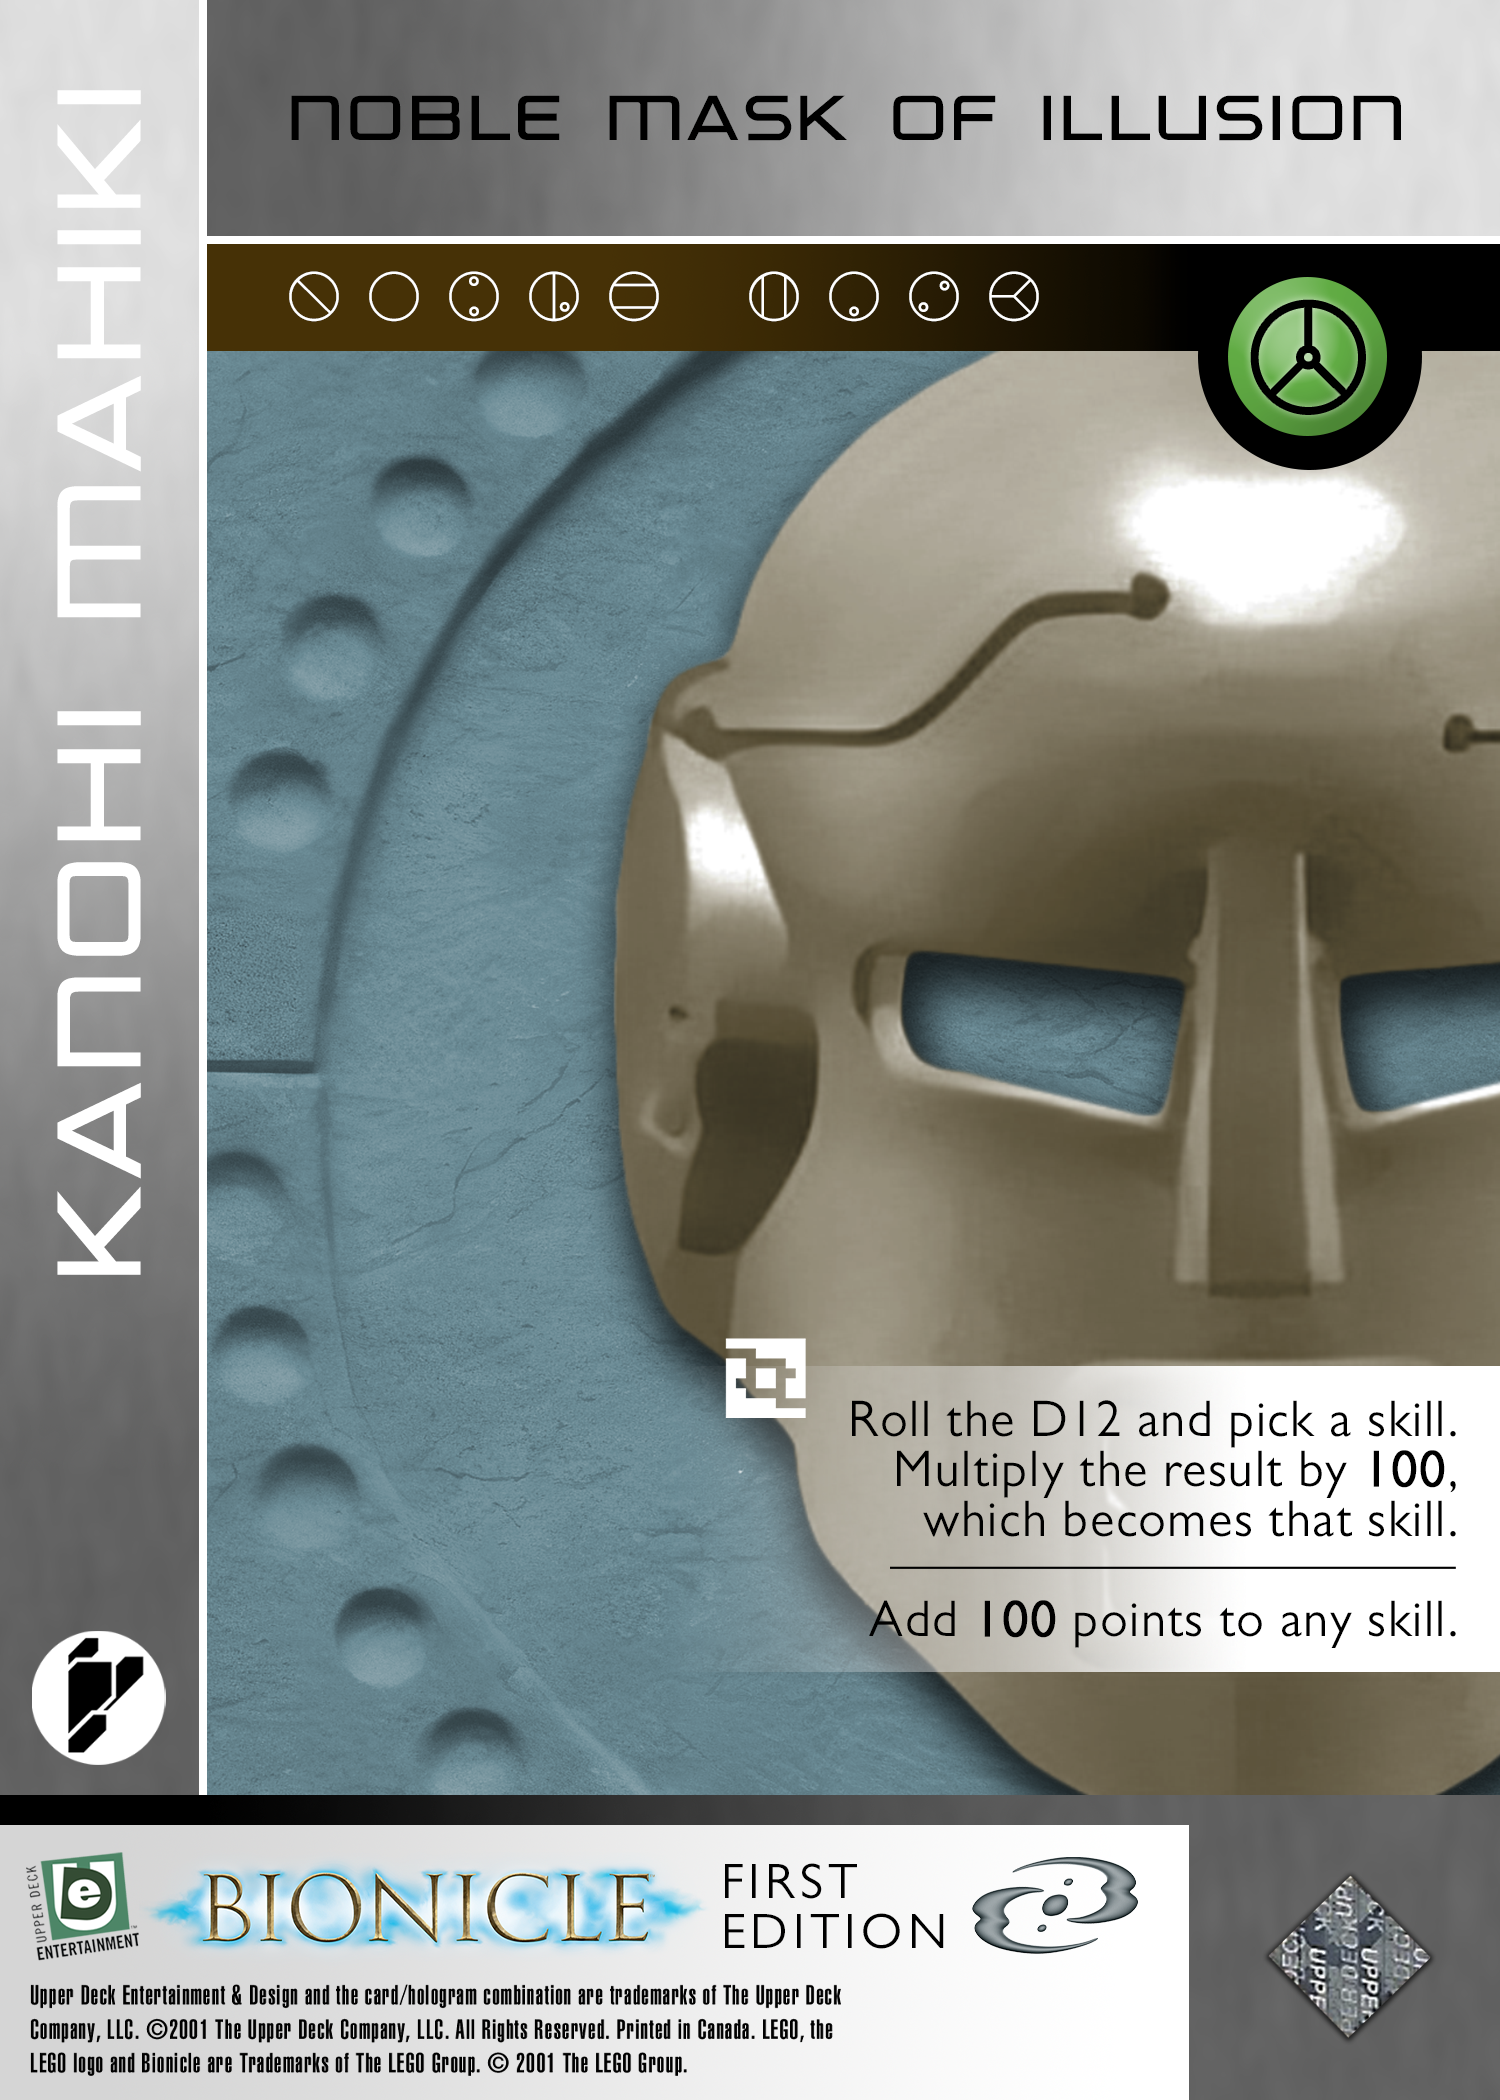 KANOHI MAHIKI
NOBLE MASK OF ILLUSION
Roll the D12 and pick a skill.
Multiply the result by 100,
which becomes that skill.
Add 100 points to any skill.
UPPER DECK
e
ENTERTAINMENT
BIONICLE
FIRST
EDITION
Upper Deck Entertainment & Design and the card/hologram combination are trademarks of The Upper Deck
Company, LLC. ©2001 The Upper Deck Company, LLC. All Rights Reserved. Printed in Canada. LEGO, the
LEGO logo and Bionicle are Trademarks of The LEGO Group. © 2001 The LEGO Group.